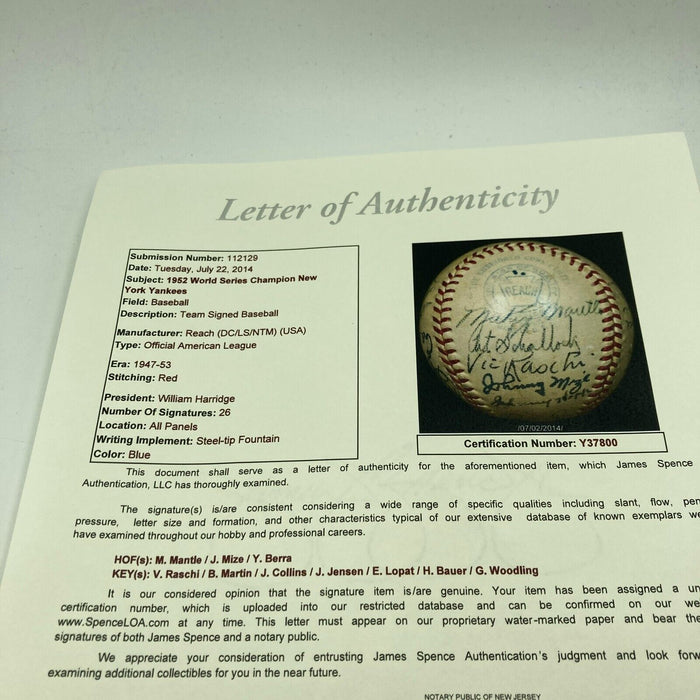 Letter of Authenticity
Submission Number: 112129
Date: Tuesday, July 22, 2014
Subject: 1952 World Series Champion New
York Yankees
Field: Baseball
Description: Team Signed Baseball
Manufacturer: Reach (DC/LS/NTM) (USA)
Type: Official American League
Era: 1947-53
Stitching: Red
President: William Harridge
Number Of Signatures: 26
Location: All Panels
Writing Implement: Steel-tip Fountain
Color: Blue
REACH
Art Schallock
Vic Raschi
Johnny Mize
/07/02/2014/
Certification Number: Y37800
This document shall serve as a letter of authenticity for the aforementioned item, which James Spence
Authentication, LLC has thoroughly examined.
The signature(s) is/are consistent considering a wide range of specific qualities including slant, flow, pen
pressure, letter size and formation, and other characteristics typical of our extensive database of known exemplars we
have examined throughout our hobby and professional careers.
HOF(s): M. Mantle / J. Mize / Y. Berra
KEY(s): V. Raschi / B. Martin / J. Collins / J. Jensen / E. Lopat / H. Bauer / G. Woodling
It is our considered opinion that the signature item is/are genuine. Your item has been assigned a un
certification number, which is uploaded into our restricted database and can be confirmed on our we
www.SpenceLOA.com at any time. This letter must appear on our proprietary water-marked paper and bear the
signatures of both James Spence and a notary public.
We appreciate your consideration of entrusting James Spence Authentication's judgment and look forw
examining additional collectibles for you in the near future.
NOTARY PUBLIC OF NEW JERSEY